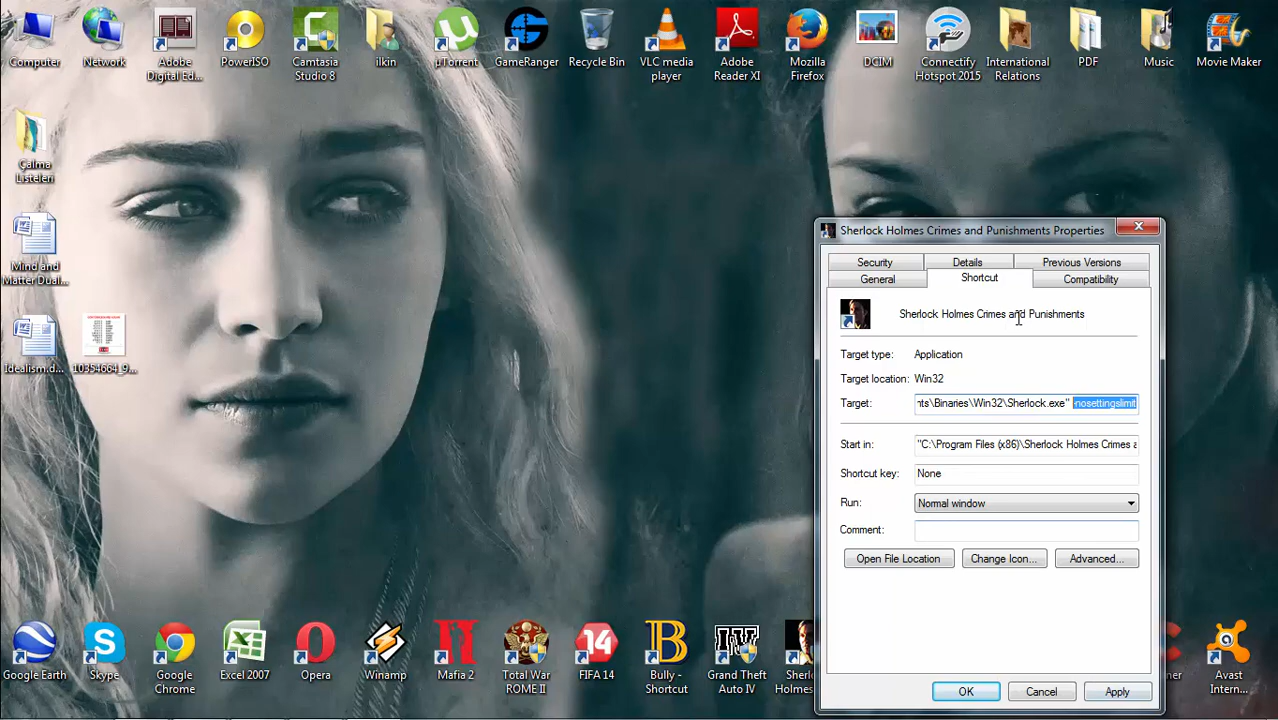 Computer
Network
Adobe
Digital Ed...
PowerISO
Camtasia
Studio 8
ilkin
µTorrent
GameRanger
Recycle Bin
VLC media
player
Adobe
Reader XI
Mozilla
Firefox
DCIM
Connectify
Hotspot 2015
International
Relations
PDF
Music
Movie Maker
Çalma
Listeleri
Mind and
Matter Dual...
Idealism.d...
10354664_9...
Sherlock Holmes Crimes and Punishments Properties
Security
Details
Previous Versions
General
Shortcut
Compatibility
Sherlock Holmes Crimes and Punishments
Target type:
Application
Target location:
Win32
Target:
nts\Binaries\Win32\Sherlock.exe" -nosettingslimit
Start in:
"C:\Program Files (x86)\Sherlock Holmes Crimes a
Shortcut key:
None
Run:
Normal window
Comment:
Open File Location
Change Icon...
Advanced...
OK
Cancel
Apply
Google Earth
Skype
Google
Chrome
Excel 2007
Opera
Winamp
Mafia 2
Total War
ROME II
14
FIFA 14
B
Bully -
Shortcut
IV
Grand Theft
Auto IV
Sherl
Holmes
ner
Avast
Intern...